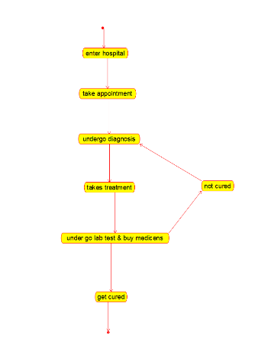 enter hospital
take appointment
undergo diagnosis
takes treatment
not cured
under go lab test & buy medicens
get cured